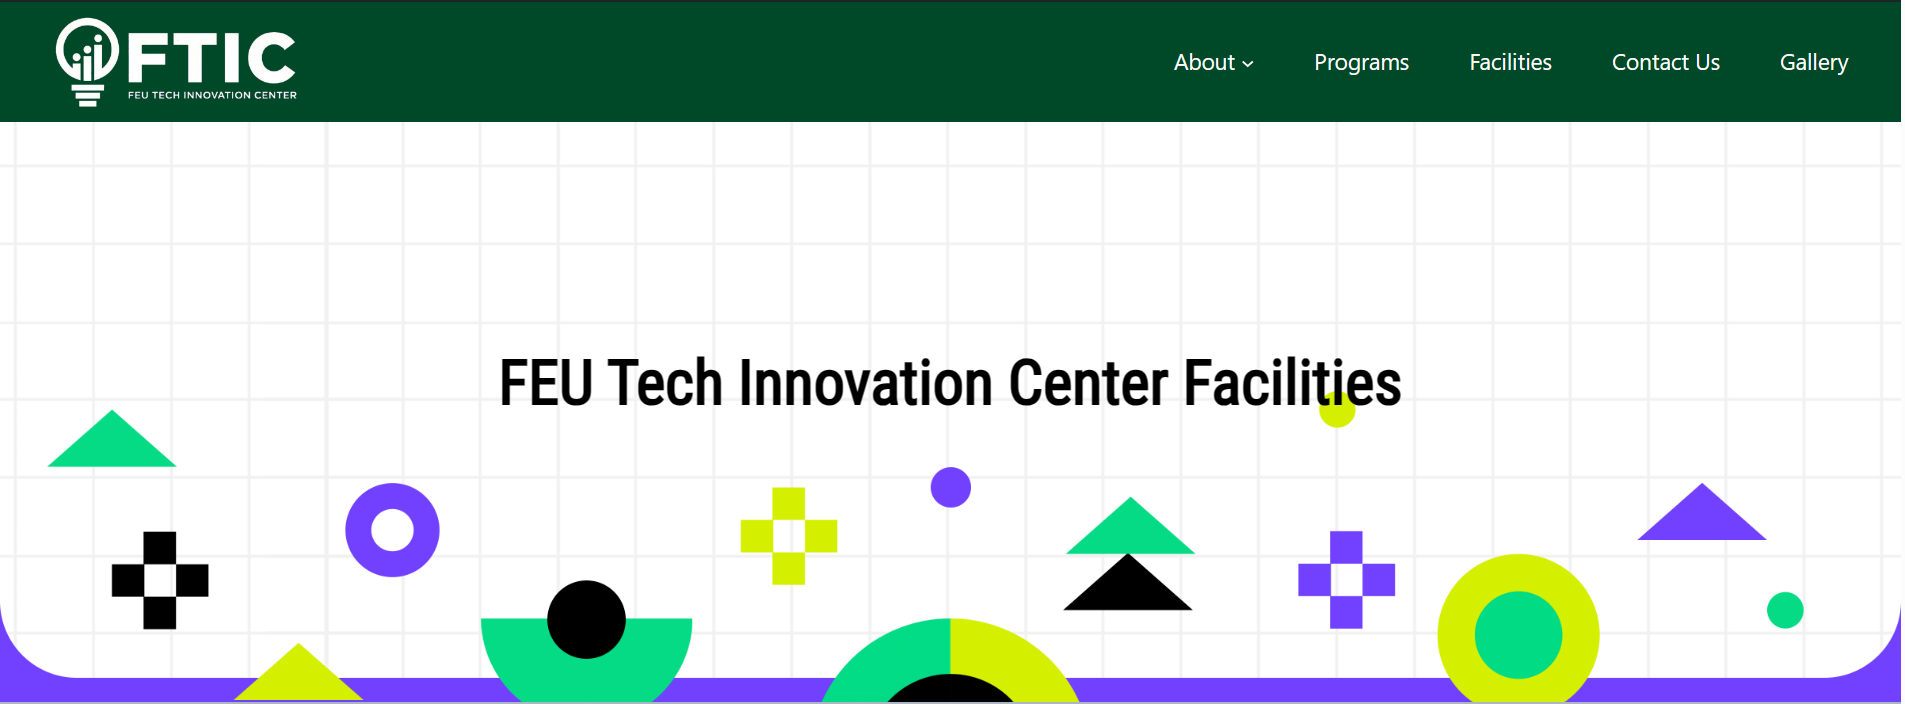 FTIC
FEU TECH INNOVATION CENTER
About
Programs
Facilities
Contact Us
Gallery
FEU Tech Innovation Center Facilities